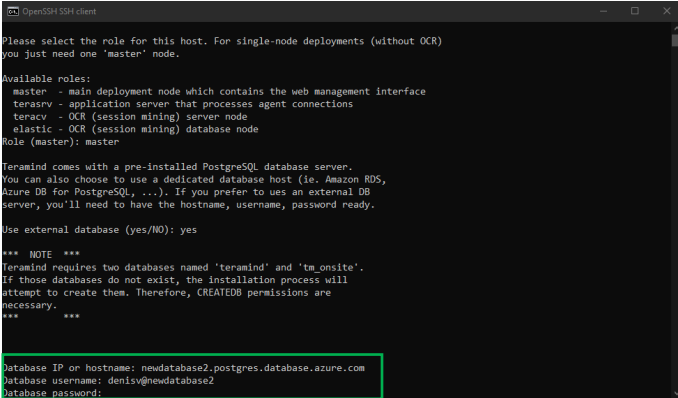 OpenSSH SSH client
Please select the role for this host. For single-node deployments (without OCR)
you just need one 'master' node.
Available roles:
master - main deployment node which contains the web management interface
terasrv - application server that processes agent connections
teracv - OCR (session mining) server node
elastic - OCR (session mining) database node
Role (master): master
Teramind comes with a pre-installed PostgreSQL database server.
You can also choose to use a dedicated database host (ie. Amazon RDS,
Azure DB for PostgreSQL, ...). If you prefer to ues an external DB
server, you'll need to have the hostname, username, password ready.
Use external database (yes/NO): yes
*** NOTE ***
Teramind requires two databases named 'teramind' and 'tm_onsite'.
If those databases do not exist, the installation process will
attempt to create them. Therefore, CREATEDB permissions are
necessary.
*** ***
Database IP or hostname: newdatabase2.postgres.database.azure.com
Database username: denisv@newdatabase2
Database password: